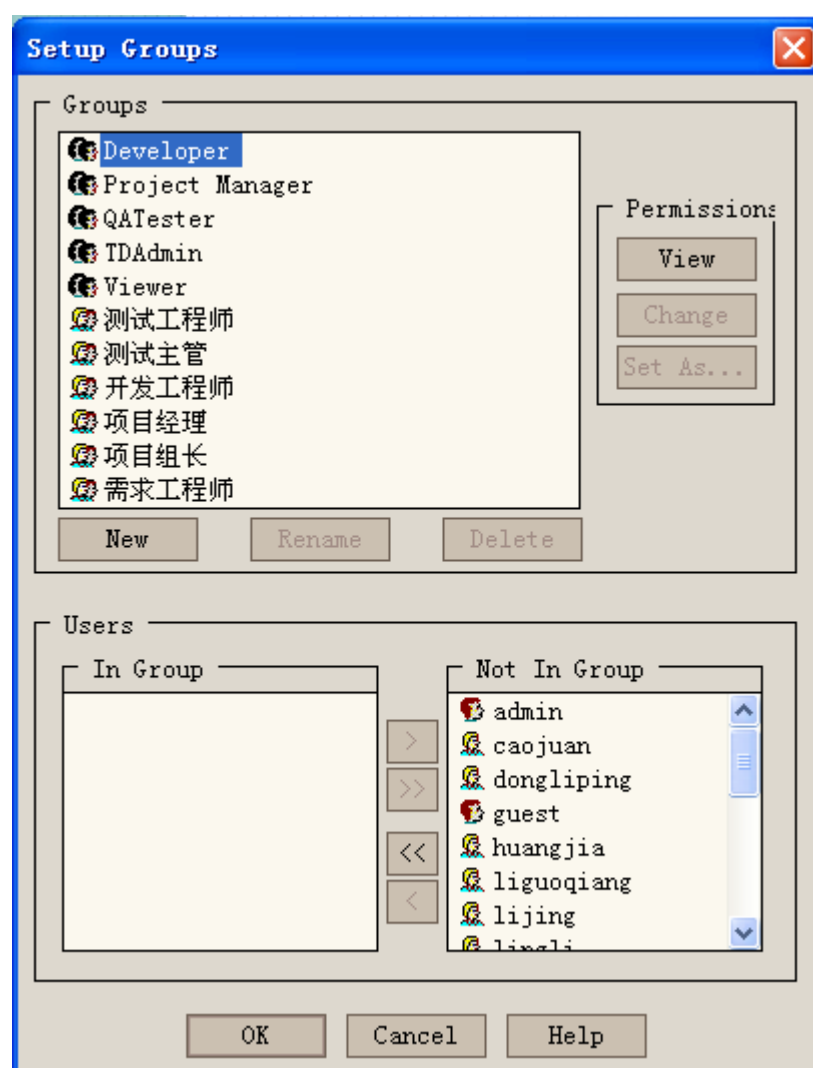 Setup Groups
Groups
Developer
Project Manager
QATester
TDAdmin
Viewer
测试工程师
测试主管
开发工程师
项目经理
项目组长
需求工程师
Permissions
View
Change
Set As...
New
Rename
Delete
Users
In Group
>
>>
<<
<
Not In Group
admin
caojuan
dongliping
guest
huangjia
liguoqiang
lijing
OK
Cancel
Help